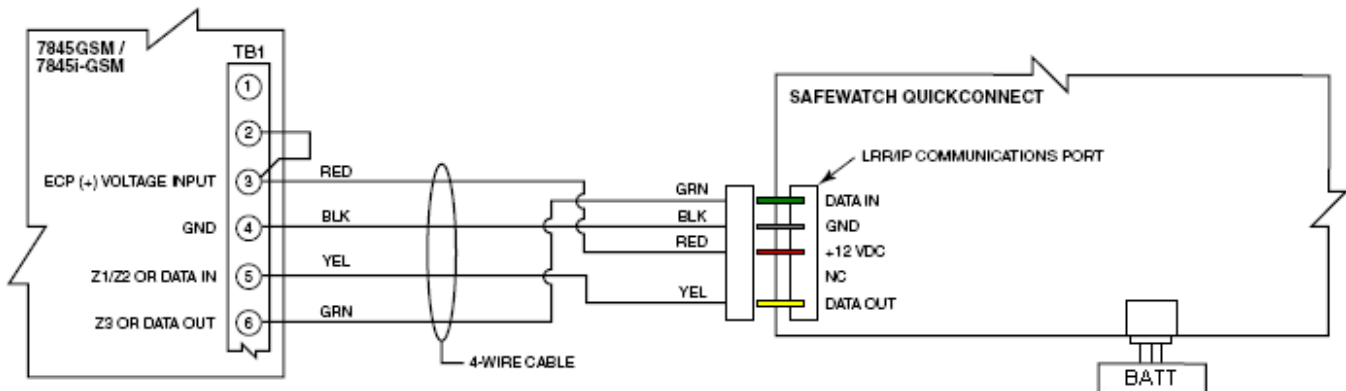 7845GSM /
7845i-GSM
TB1
1
2
ECP (+) VOLTAGE INPUT
3
GND
4
Z1/Z2 OR DATA IN
5
Z3 OR DATA OUT
6
RED
BLK
YEL
GRN
4-WIRE CABLE
SAFEWATCH QUICKCONNECT
LRR/IP COMMUNICATIONS PORT
GRN
DATA IN
BLK
GND
RED
+12 VDC
NC
YEL
DATA OUT
BATT